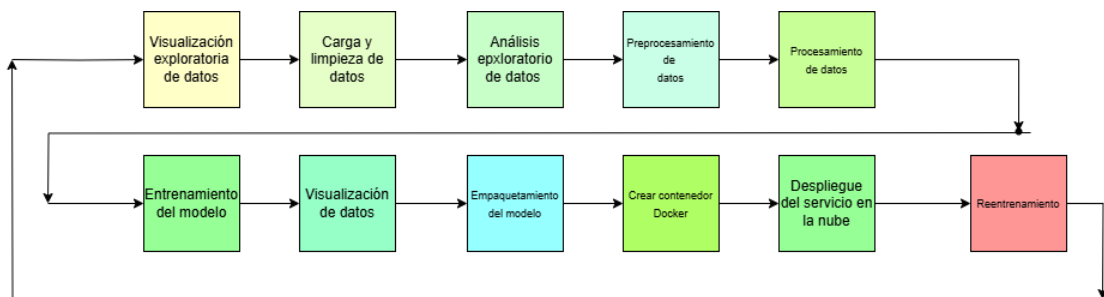 Visualización
exploratoria
de datos
Carga y
limpieza de
datos
Análisis
epxloratorio
de datos
Preprocesamiento
de
datos
Procesamiento
de datos
Entrenamiento
del modelo
Visualización
de datos
Empaquetamiento
del modelo
Crear contenedor
Docker
Despliegue
del servicio en
la nube
Reentrenamiento